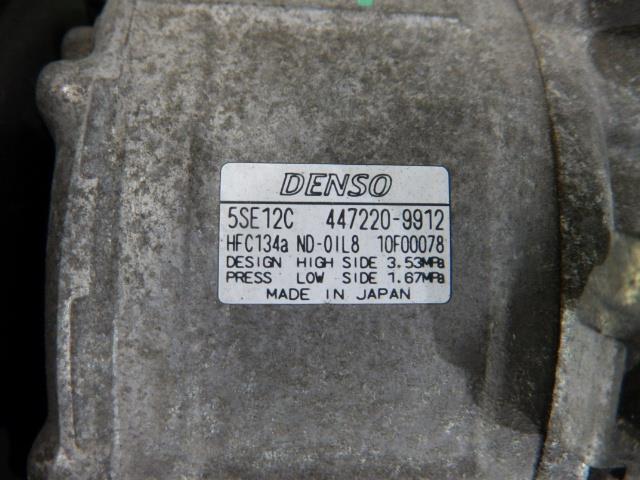 DENSO
5SE12C 447220-9912
HFC134a ND-OIL8 10F00078
DESIGN HIGH SIDE 3.53MPa
PRESS LOW SIDE 1.67MPa
MADE IN JAPAN